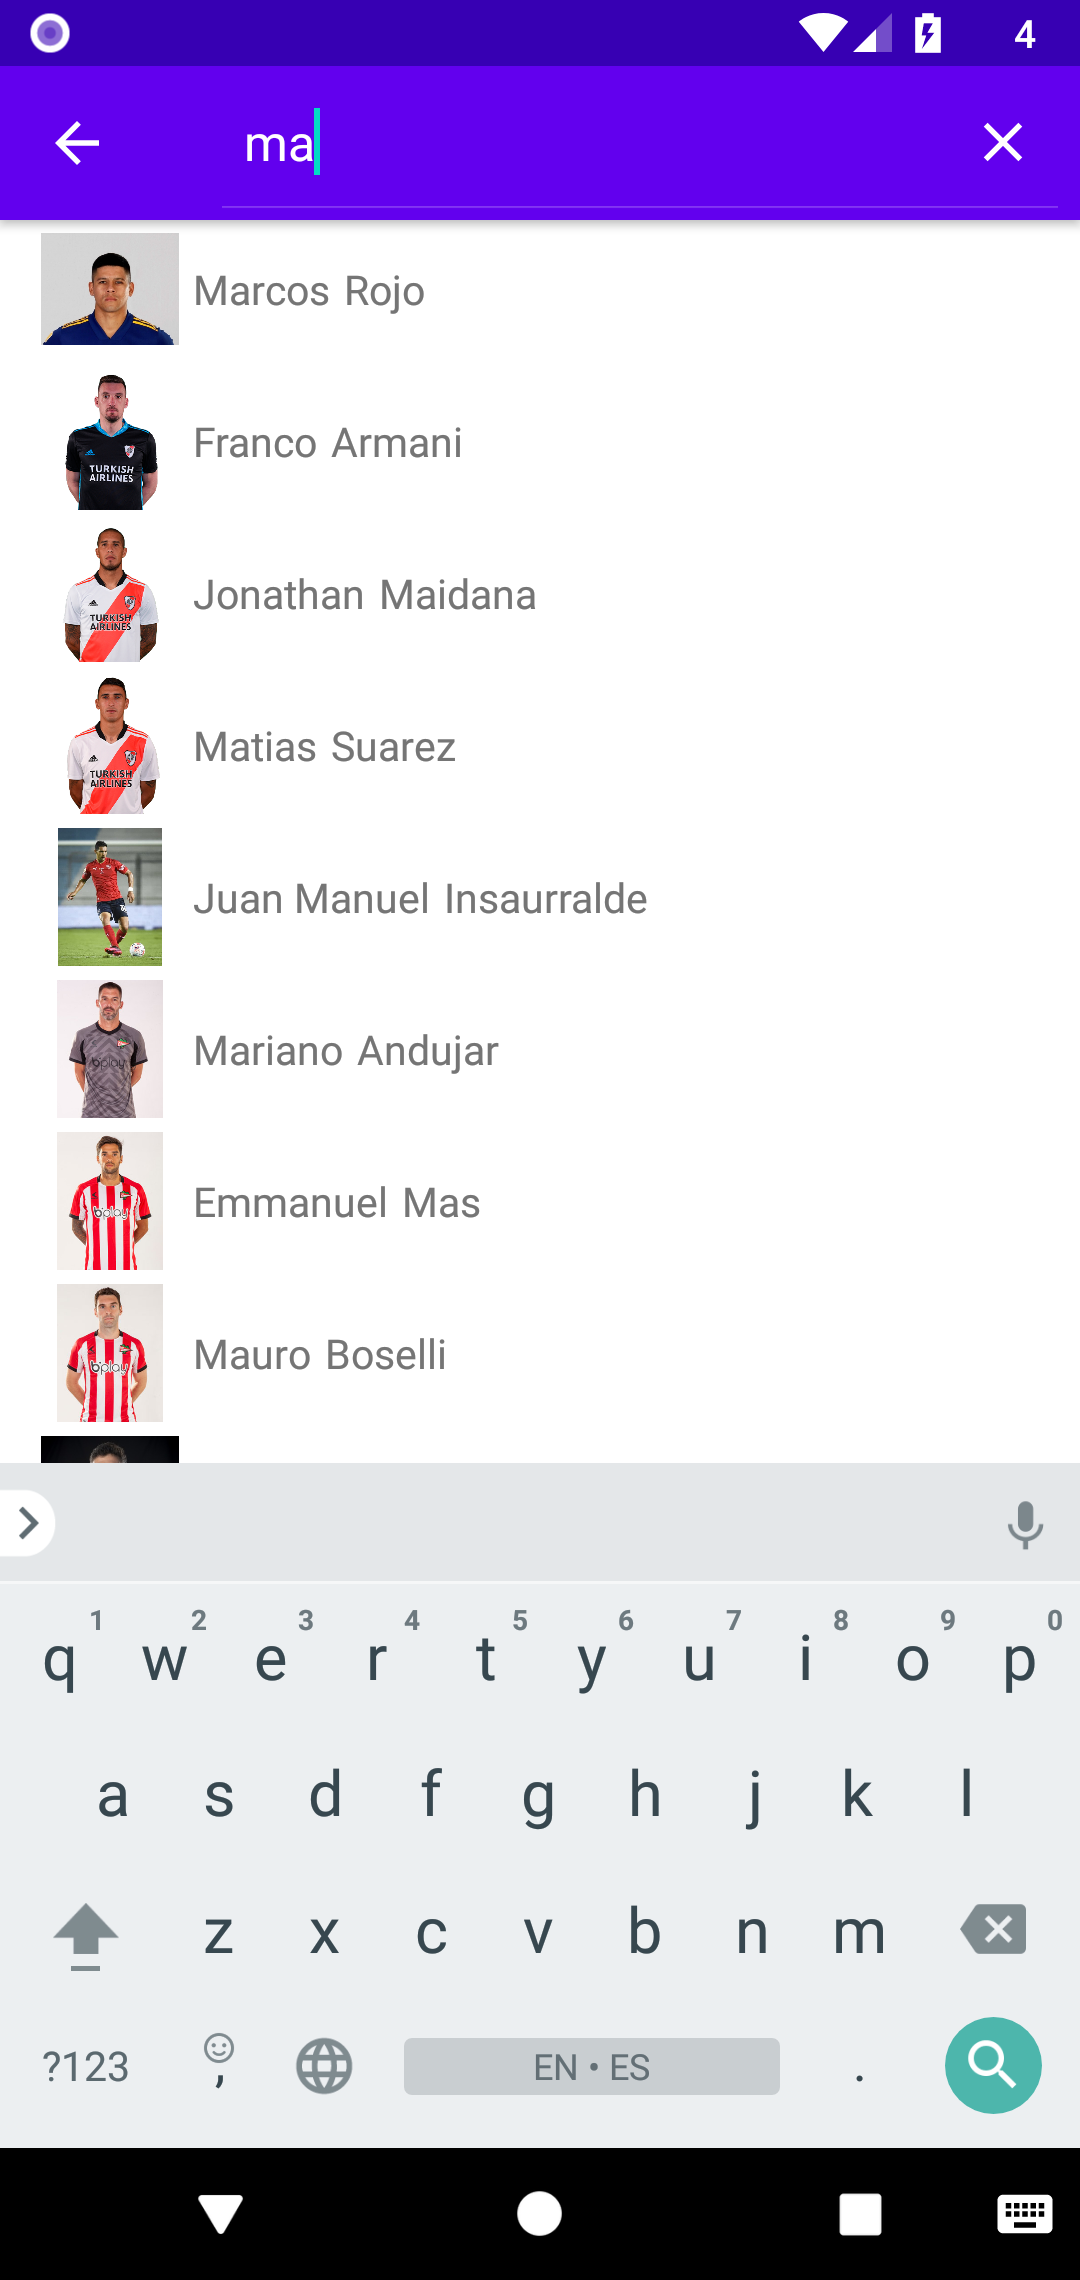 4
ma
Marcos Rojo
TURKISH
AIRLINES
Franco Armani
TURKISH
AIRLINES
Jonathan Maidana
TURKISH
AIRLINES
Matias Suarez
Juan Manuel Insaurralde
bplay
Mariano Andujar
bplay
Emmanuel Mas
bplay
Mauro Boselli
1 2 3 4 5 6 7 8 9 0
q w e r t y u i o p
a s d f g h j k l
z x c v b n m
?123 , EN • ES .